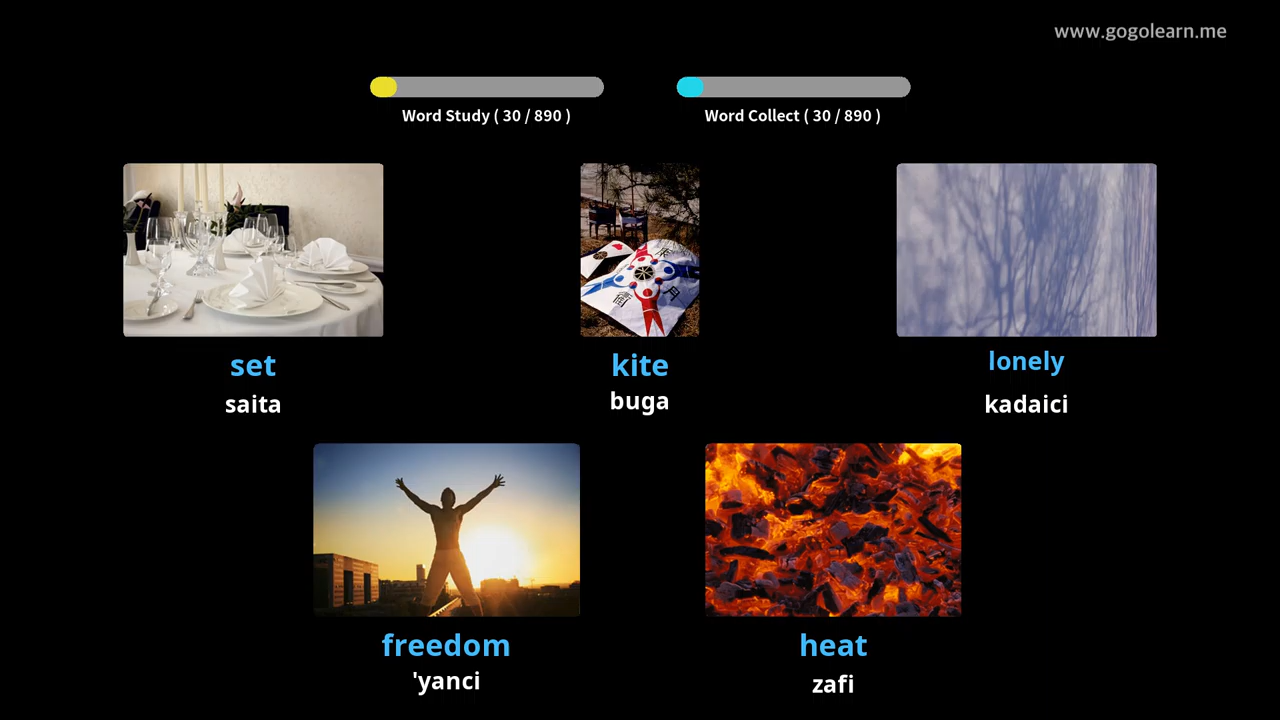 www.gogolearn.me
Word Study ( 30 / 890 )
Word Collect ( 30 / 890 )
set
saita
kite
buga
lonely
kadaici
freedom
'yanci
heat
zafi